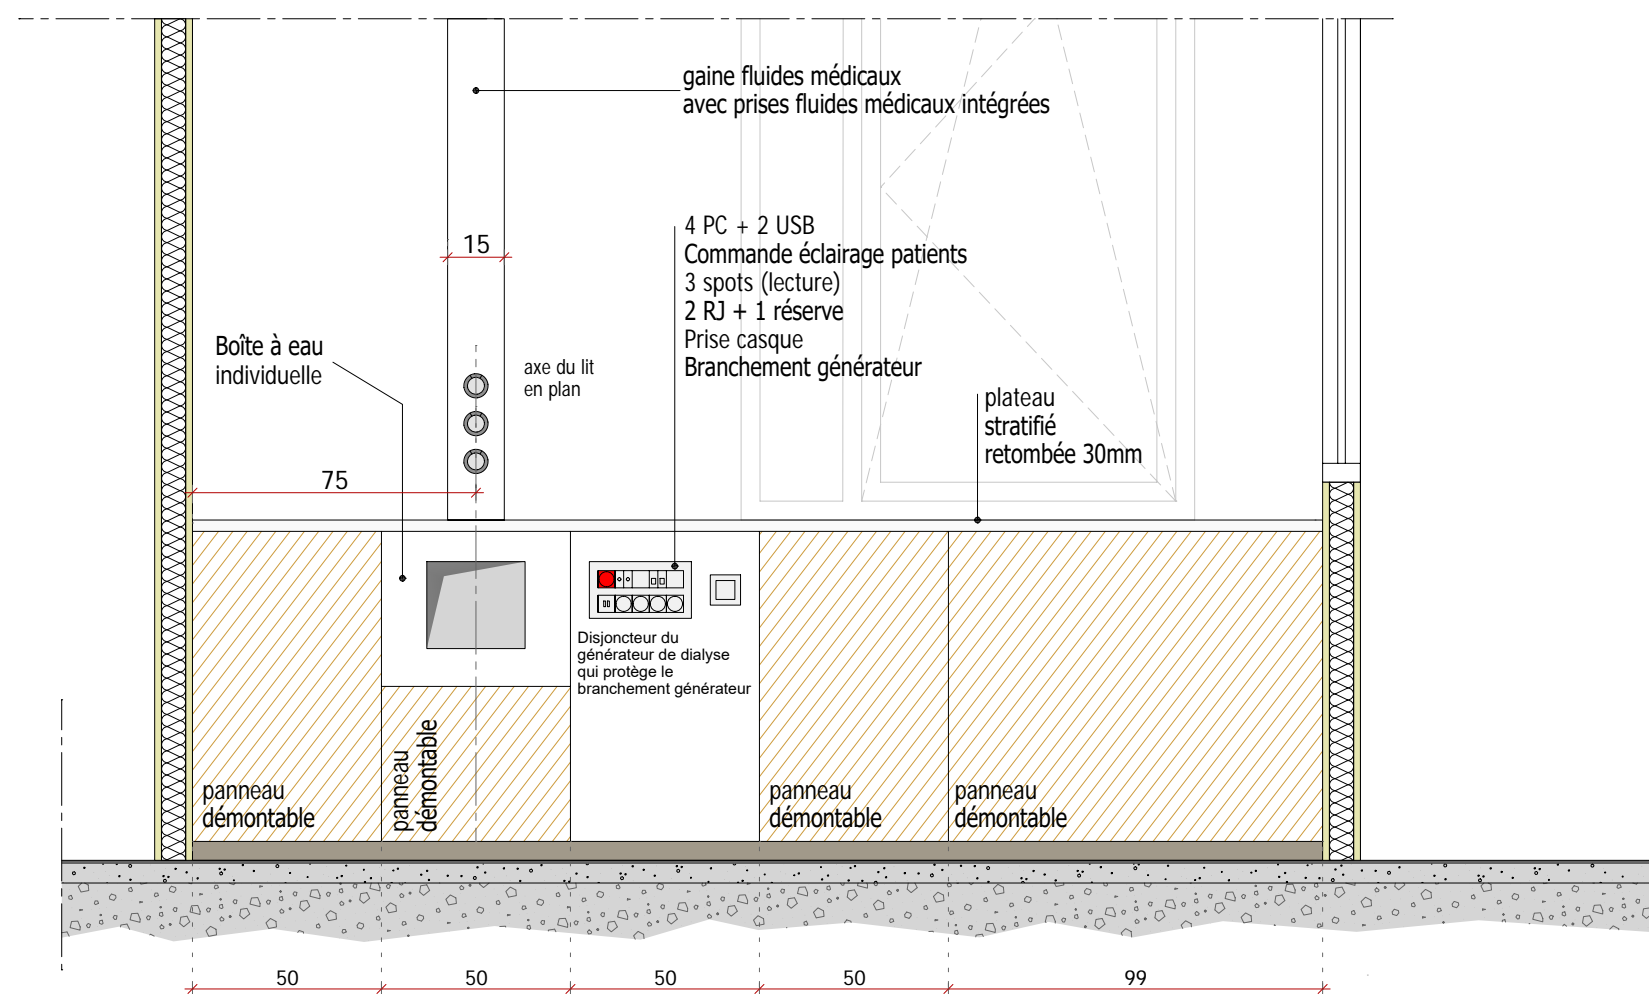 gaine fluides médicaux
avec prises fluides médicaux intégrées
4 PC + 2 USB
Commande éclairage patients
3 spots (lecture)
2 RJ + 1 réserve
Prise casque
Branchement générateur
15
Boîte à eau
individuelle
axe du lit
en plan
plateau
stratifié
retombée 30mm
75
Disjoncteur du
générateur de dialyse
qui protège le
branchement générateur
panneau
démontable
panneau
démontable
panneau
démontable
panneau
démontable
50
50
50
50
99